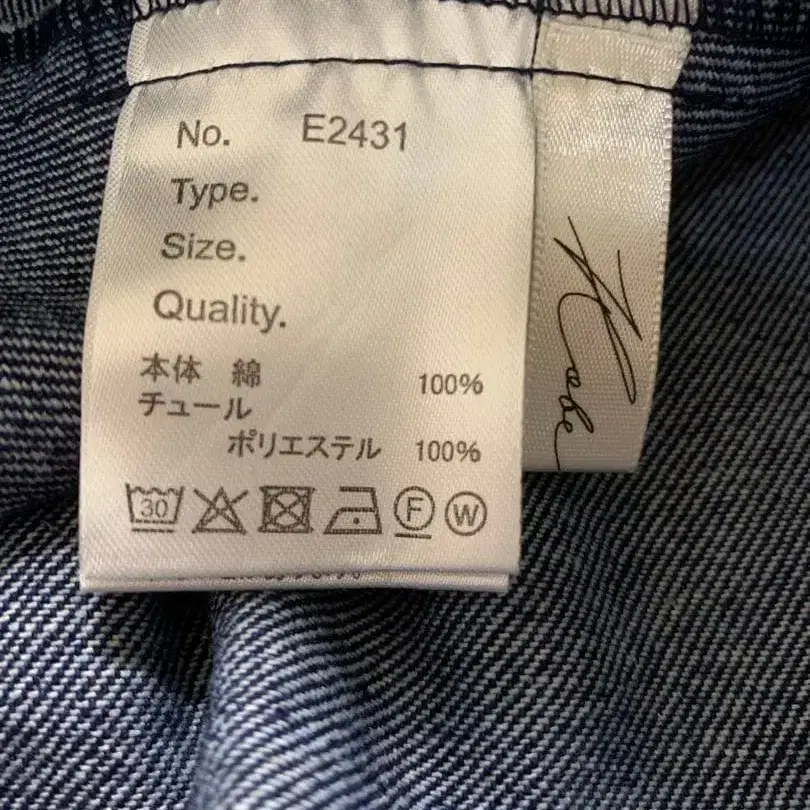 No. E2431
Type.
Size.
Quality.
本体 綿 100%
チュール
ポリエステル 100%
30
F
W